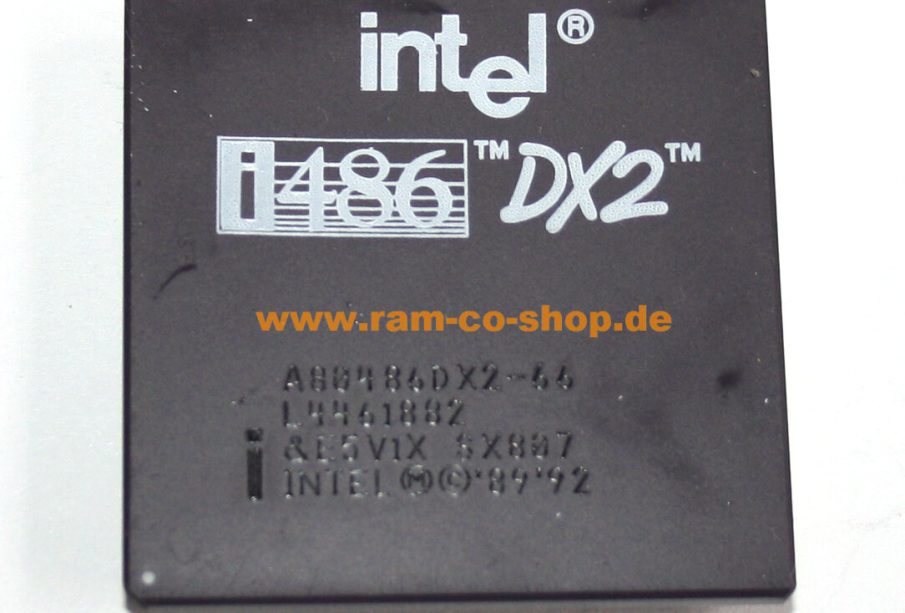 intel®
i486™ DX2™
www.ram-co-shop.de
A80486DX2-66
L4461882
&E5V1X SX807
i INTEL Ⓜ©'89'92